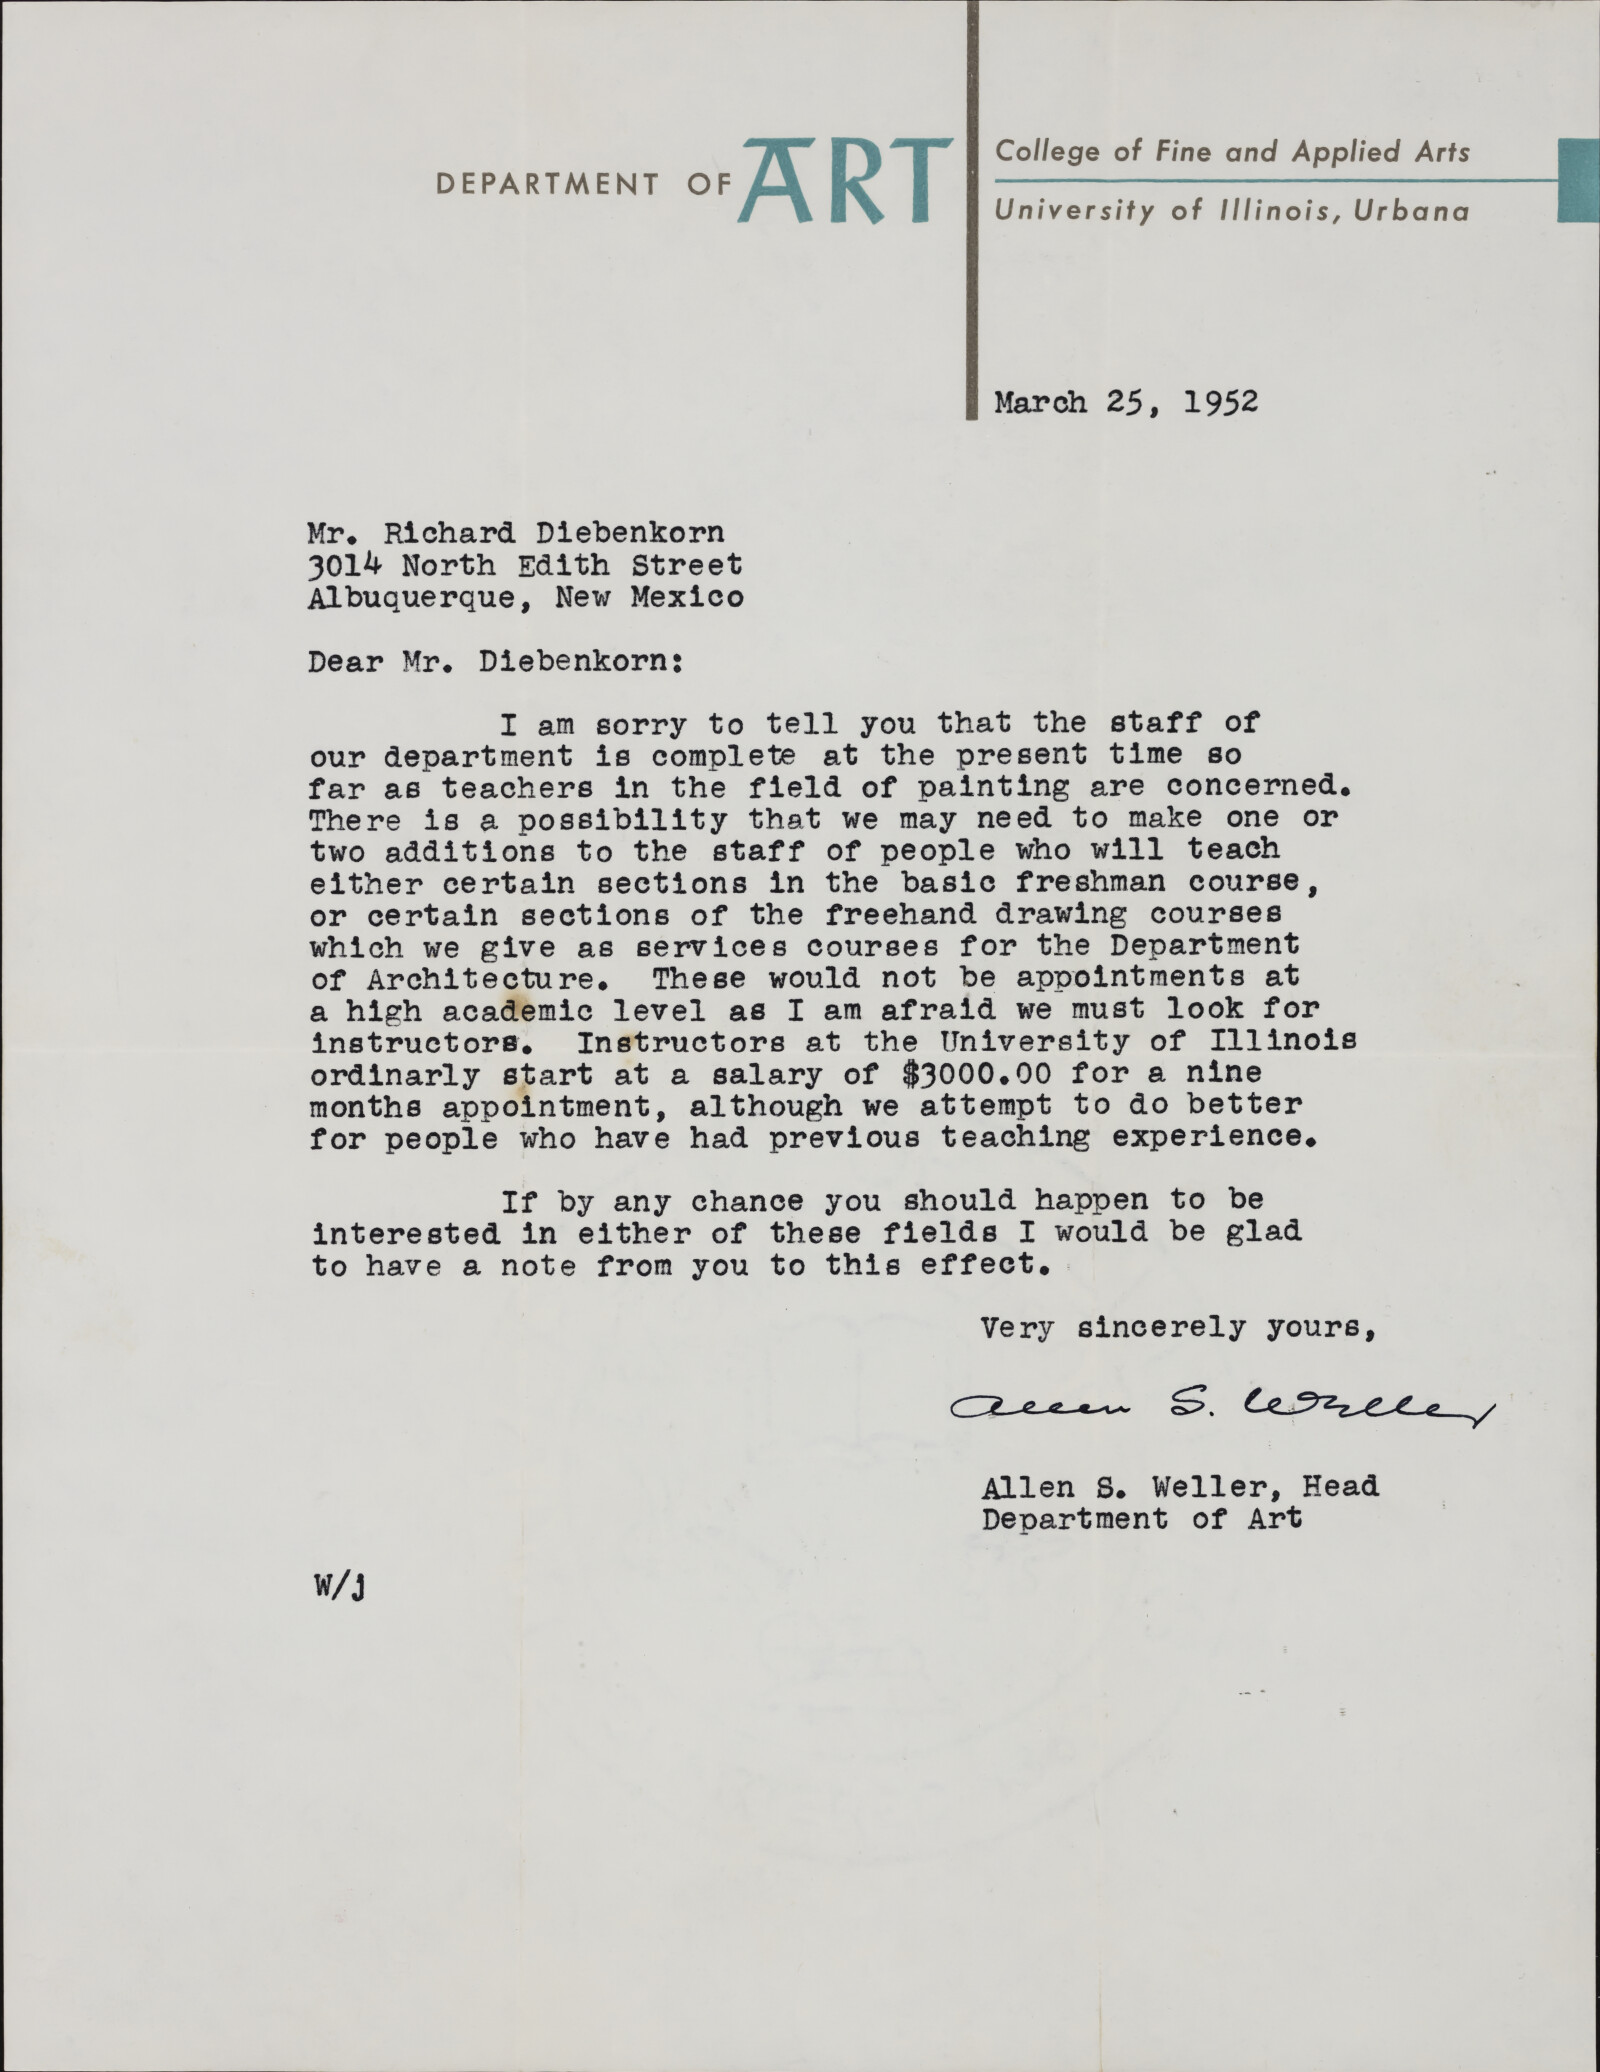 DEPARTMENT OF ART
College of Fine and Applied Arts
University of Illinois, Urbana
March 25, 1952
Mr. Richard Diebenkorn
3014 North Edith Street
Albuquerque, New Mexico
Dear Mr. Diebenkorn:
I am sorry to tell you that the staff of
our department is complete at the present time so
far as teachers in the field of painting are concerned.
There is a possibility that we may need to make one or
two additions to the staff of people who will teach
either certain sections in the basic freshman course,
or certain sections of the freehand drawing courses
which we give as services courses for the Department
of Architecture. These would not be appointments at
a high academic level as I am afraid we must look for
instructors. Instructors at the University of Illinois
ordinarly start at a salary of $3000.00 for a nine
months appointment, although we attempt to do better
for people who have had previous teaching experience.
If by any chance you should happen to be
interested in either of these fields I would be glad
to have a note from you to this effect.
Very sincerely yours,
Allen S. Weller
Allen S. Weller, Head
Department of Art
W/j